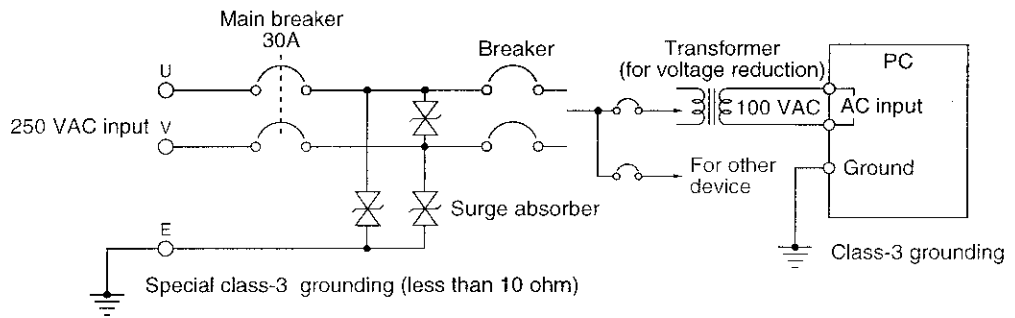 Main breaker
30A
U
250 VAC input
V
E
Special class-3 grounding (less than 10 ohm)
Surge absorber
Breaker
Transformer
(for voltage reduction)
100 VAC
For other
device
PC
AC input
Ground
Class-3 grounding